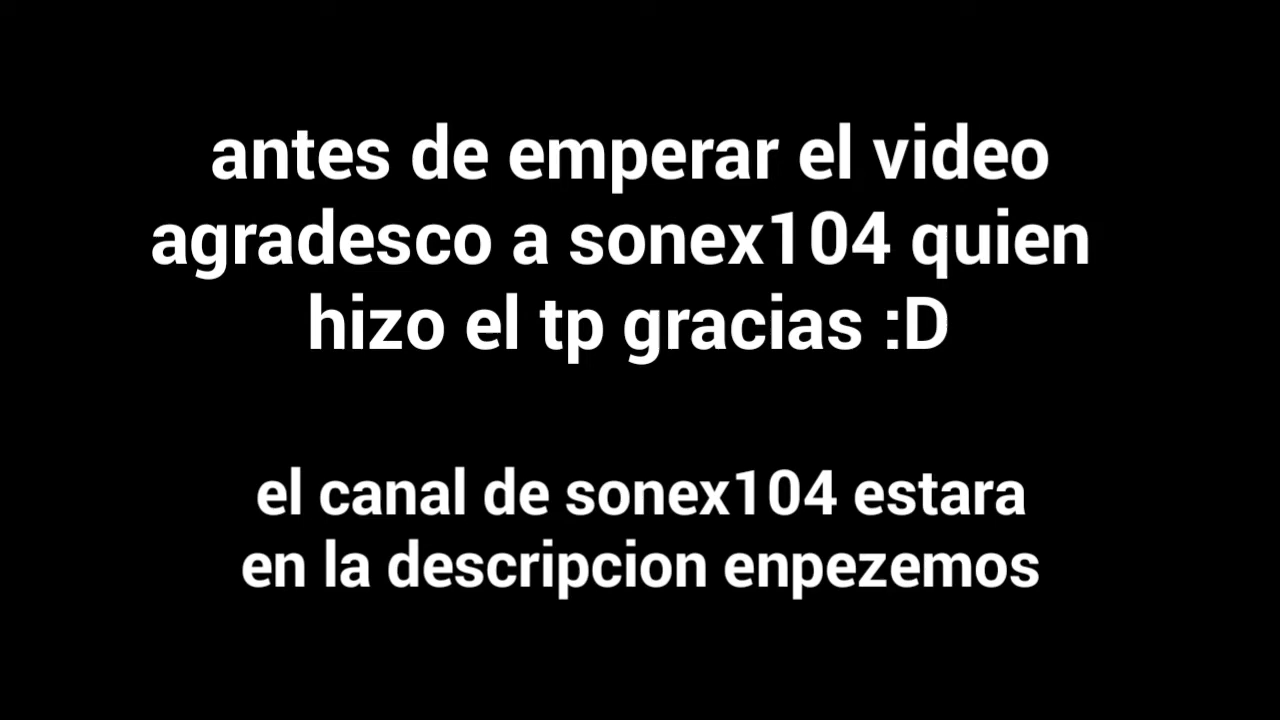 antes de emperar el video
agradesco a sonex104 quien
hizo el tp gracias :D
el canal de sonex104 estara
en la descripcion enpezemos